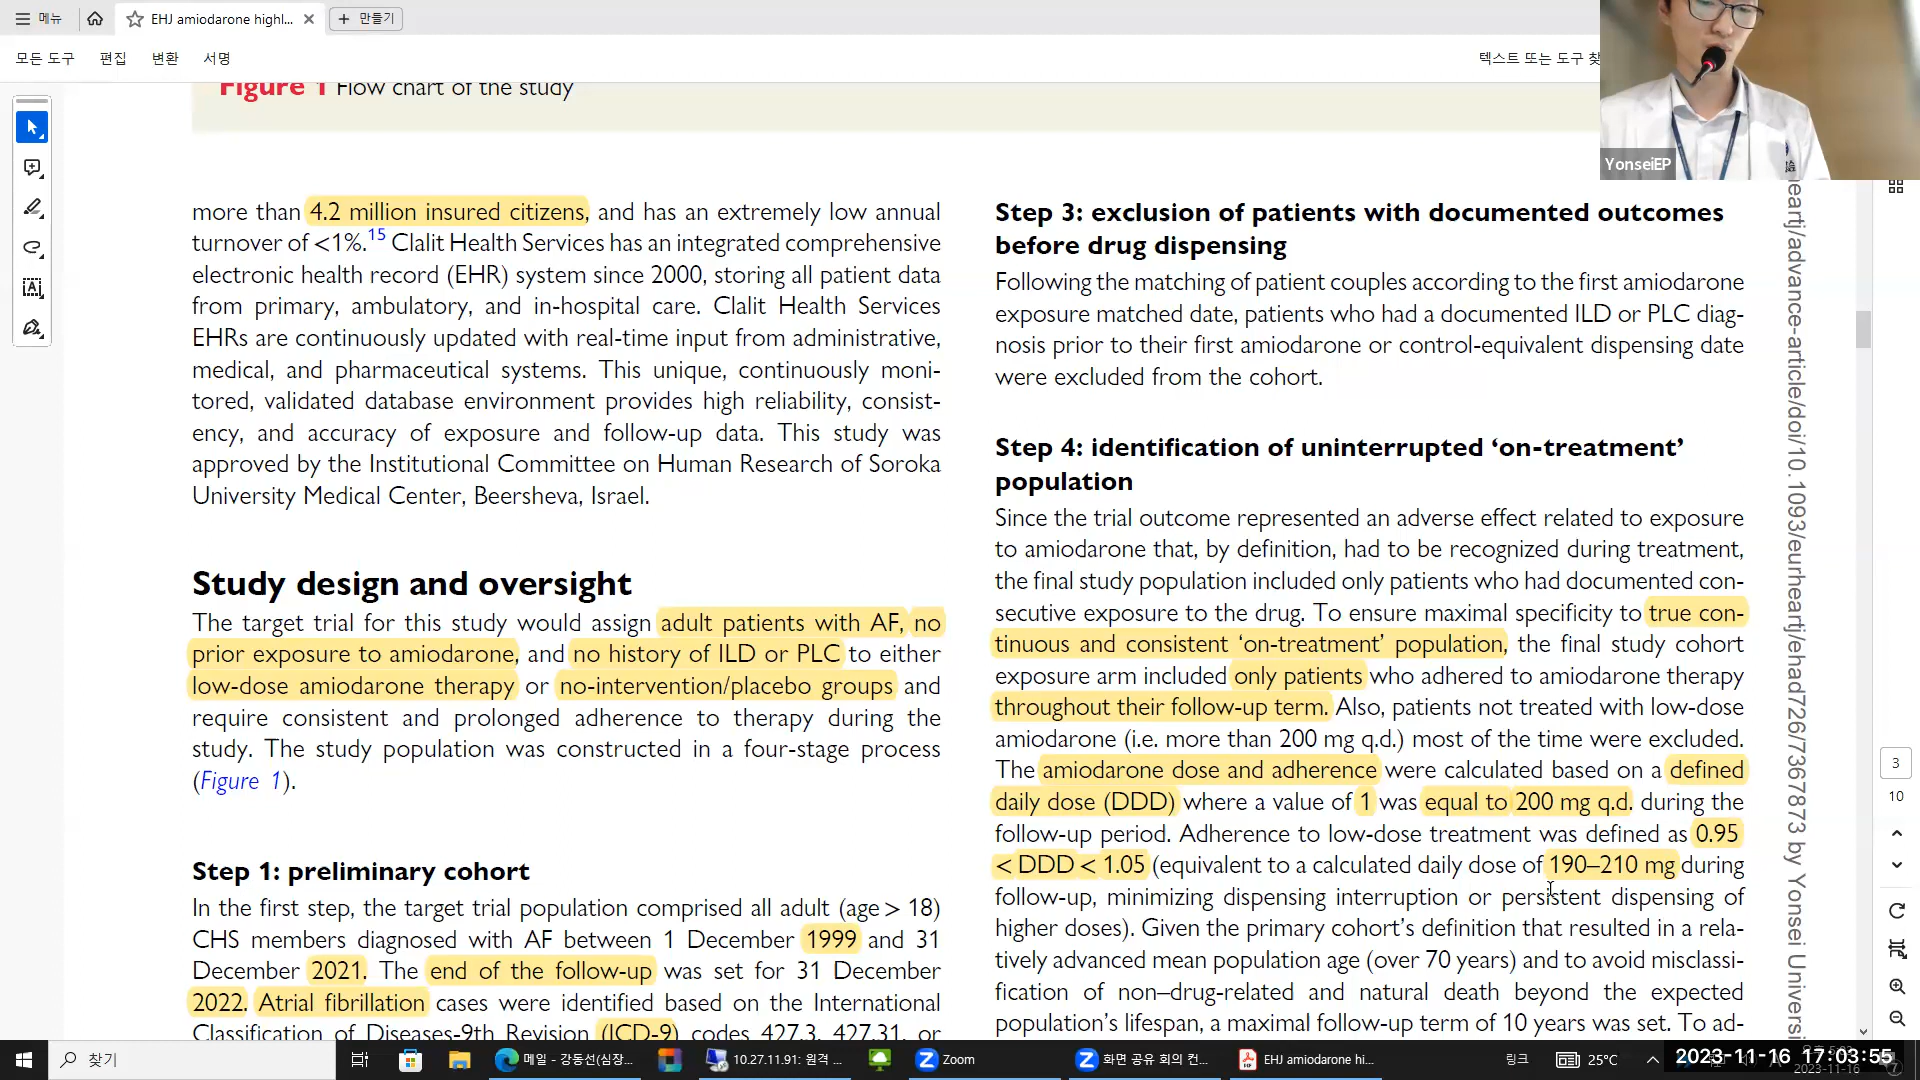 메뉴
EHJ amiodarone highl...
만들기
모든 도구
편집
변환
서명
텍스트 또는 도구 찾
YonseiEP
Figure 1 Flow chart of the study
more than 4.2 million insured citizens, and has an extremely low annual
turnover of <1%.15 Clalit Health Services has an integrated comprehensive
electronic health record (EHR) system since 2000, storing all patient data
from primary, ambulatory, and in-hospital care. Clalit Health Services
EHRs are continuously updated with real-time input from administrative,
medical, and pharmaceutical systems. This unique, continuously moni-
tored, validated database environment provides high reliability, consist-
ency, and accuracy of exposure and follow-up data. This study was
approved by the Institutional Committee on Human Research of Soroka
University Medical Center, Beersheva, Israel.
Study design and oversight
The target trial for this study would assign adult patients with AF, no
prior exposure to amiodarone, and no history of ILD or PLC to either
low-dose amiodarone therapy or no-intervention/placebo groups and
require consistent and prolonged adherence to therapy during the
study. The study population was constructed in a four-stage process
(Figure 1).
Step 1: preliminary cohort
In the first step, the target trial population comprised all adult (age > 18)
CHS members diagnosed with AF between 1 December 1999 and 31
December 2021. The end of the follow-up was set for 31 December
2022. Atrial fibrillation cases were identified based on the International
Classification of Diseases-9th Revision (ICD-9) codes 427.3, 427.31, or
Step 3: exclusion of patients with documented outcomes
before drug dispensing
Following the matching of patient couples according to the first amiodarone
exposure matched date, patients who had a documented ILD or PLC diag-
nosis prior to their first amiodarone or control-equivalent dispensing date
were excluded from the cohort.
Step 4: identification of uninterrupted ‘on-treatment’
population
Since the trial outcome represented an adverse effect related to exposure
to amiodarone that, by definition, had to be recognized during treatment,
the final study population included only patients who had documented con-
secutive exposure to the drug. To ensure maximal specificity to true con-
tinuous and consistent ‘on-treatment’ population, the final study cohort
exposure arm included only patients who adhered to amiodarone therapy
throughout their follow-up term. Also, patients not treated with low-dose
amiodarone (i.e. more than 200 mg q.d.) most of the time were excluded.
The amiodarone dose and adherence were calculated based on a defined
daily dose (DDD) where a value of 1 was equal to 200 mg q.d. during the
follow-up period. Adherence to low-dose treatment was defined as 0.95
< DDD < 1.05 (equivalent to a calculated daily dose of 190–210 mg during
follow-up, minimizing dispensing interruption or persistent dispensing of
higher doses). Given the primary cohort’s definition that resulted in a rela-
tively advanced mean population age (over 70 years) and to avoid misclassi-
fication of non–drug-related and natural death beyond the expected
population’s lifespan, a maximal follow-up term of 10 years was set. To ad-
heartj/advance-article/doi/10.1093/eurheartj/ehad726/7367873 by Yonsei Universi
3
10
찾기
메일 - 강동선(심장...
10.27.11.91: 원격 ...
Zoom
화면 공유 회의 컨...
EHJ amiodarone hi...
링크
25°C
2023-11-16 17:03:55
2023-11-16